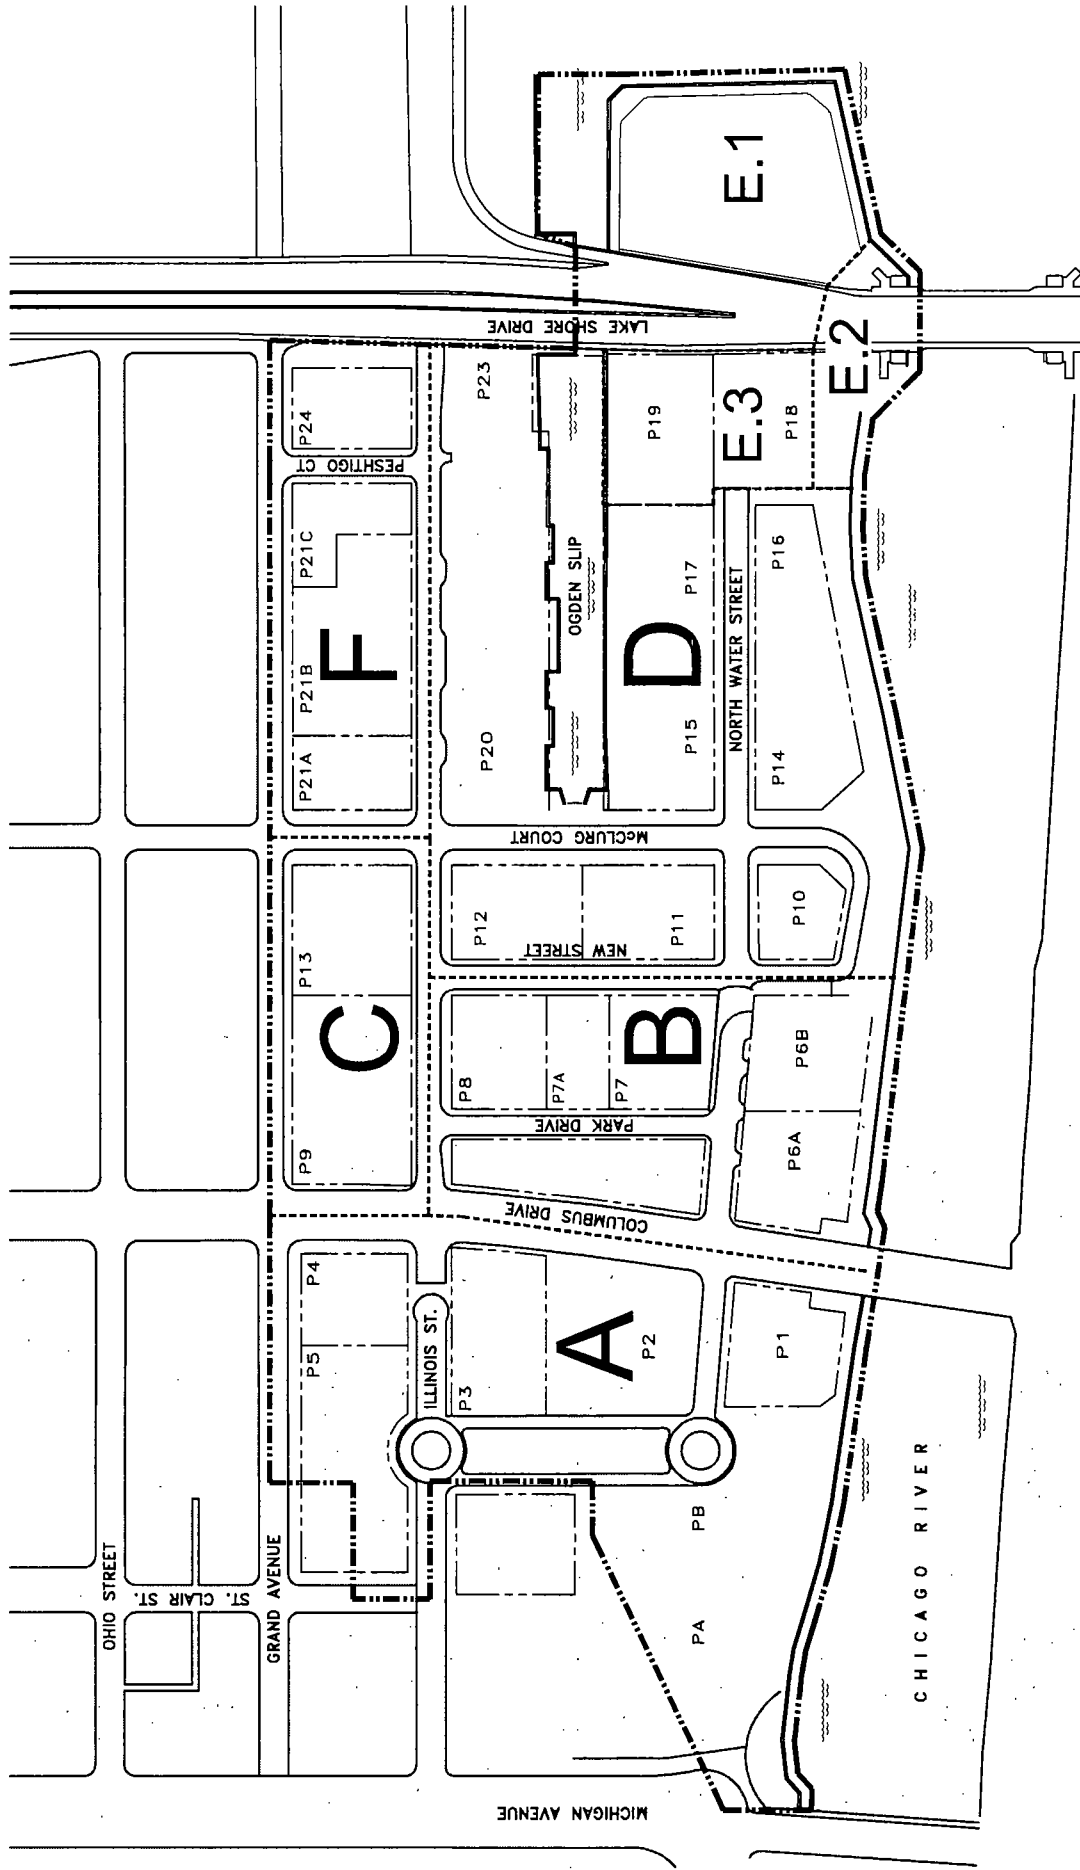 OHIO STREET
ST. CLAIR ST.
GRAND AVENUE
MICHIGAN AVENUE
P5
P4
P9
P13
C
P21A
P21B
P21C
F
PESHTIGO CT
P24
ILLINOIS ST.
P3
A
P2
COLUMBUS DRIVE
PARK DRIVE
P8
P7A
P7
B
NEW STREET
P12
P11
McCLURG COURT
P20
P23
OGDEN SLIP
D
P15
P17
P19
LAKE SHORE DRIVE
NORTH WATER STREET
E.3
P18
E.1
E.2
PA
PB
P1
P6A
P6B
P10
P14
P16
CHICAGO RIVER